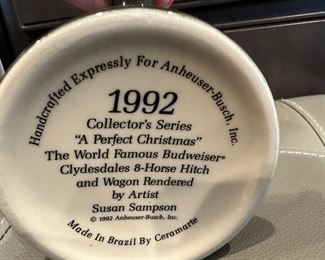 Handcrafted Expressly For Anheuser-Busch, Inc.
1992
Collector's Series
"A Perfect Christmas"
The World Famous Budweiser®
Clydesdales 8-Horse Hitch
and Wagon Rendered
by Artist
Susan Sampson
© 1992 Anheuser-Busch, Inc.
Made In Brazil By Ceramarte